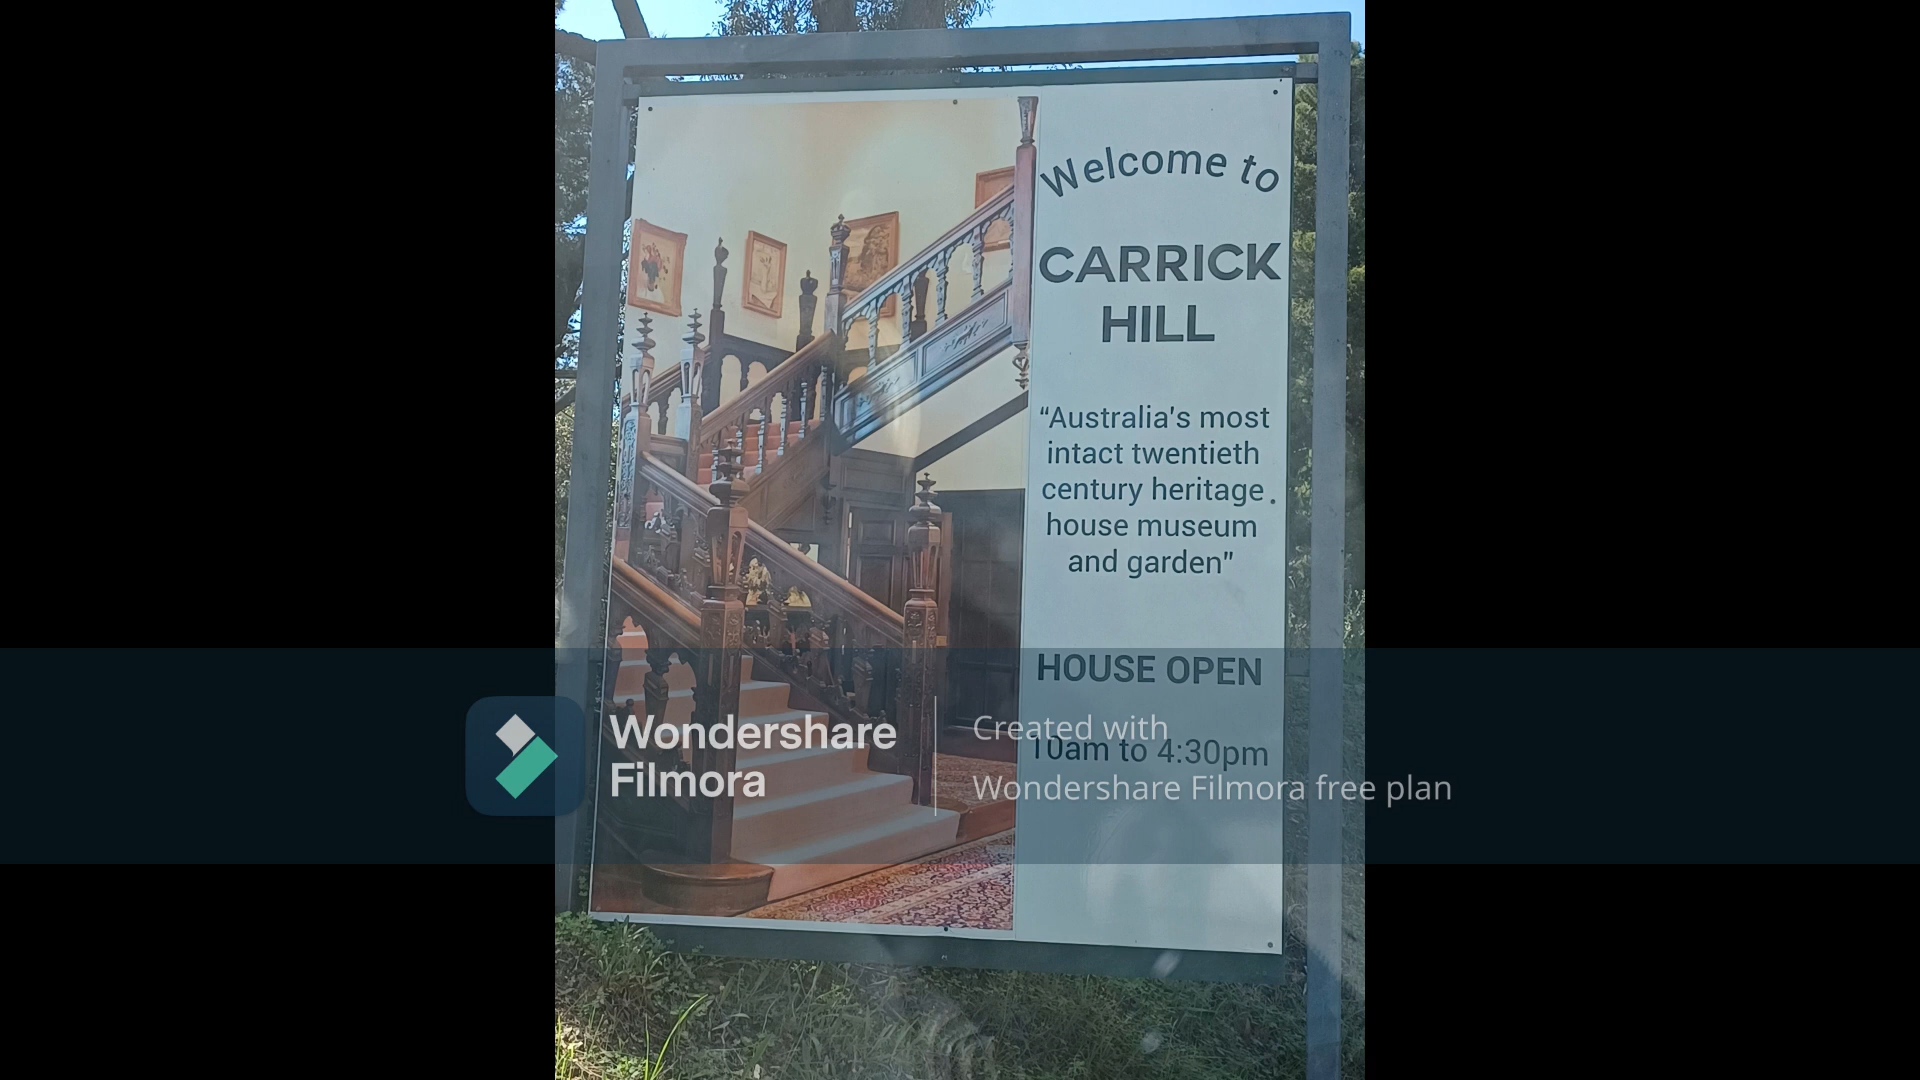 Welcome to
CARRICK
HILL
“Australia's most
intact twentieth
century heritage
house museum
and garden”
HOUSE OPEN
10am to 4:30pm
Wondershare
Filmora
Created with
Wondershare Filmora free plan